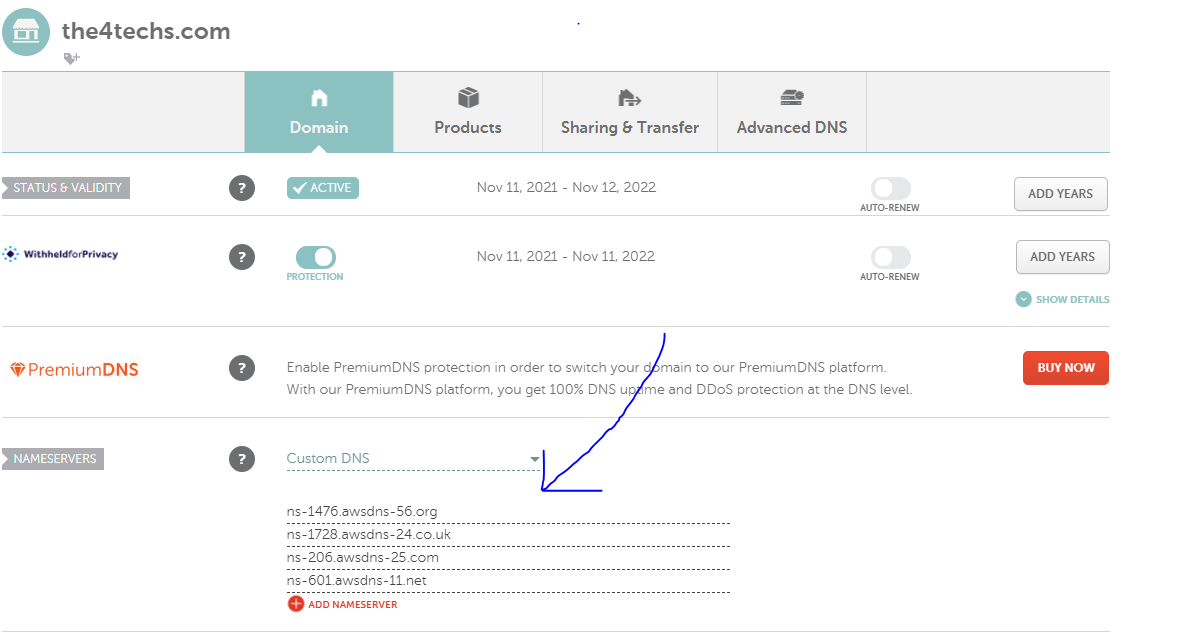 the4techs.com
Domain
Products
Sharing & Transfer
Advanced DNS
STATUS & VALIDITY
?
ACTIVE
Nov 11, 2021 - Nov 12, 2022
AUTO-RENEW
ADD YEARS
WithheldforPrivacy
?
PROTECTION
Nov 11, 2021 - Nov 11, 2022
AUTO-RENEW
ADD YEARS
SHOW DETAILS
PremiumDNS
?
Enable PremiumDNS protection in order to switch your domain to our PremiumDNS platform.
With our PremiumDNS platform, you get 100% DNS uptime and DDoS protection at the DNS level.
BUY NOW
NAMESERVERS
?
Custom DNS
ns-1476.awsdns-56.org
ns-1728.awsdns-24.co.uk
ns-206.awsdns-25.com
ns-601.awsdns-11.net
ADD NAMESERVER